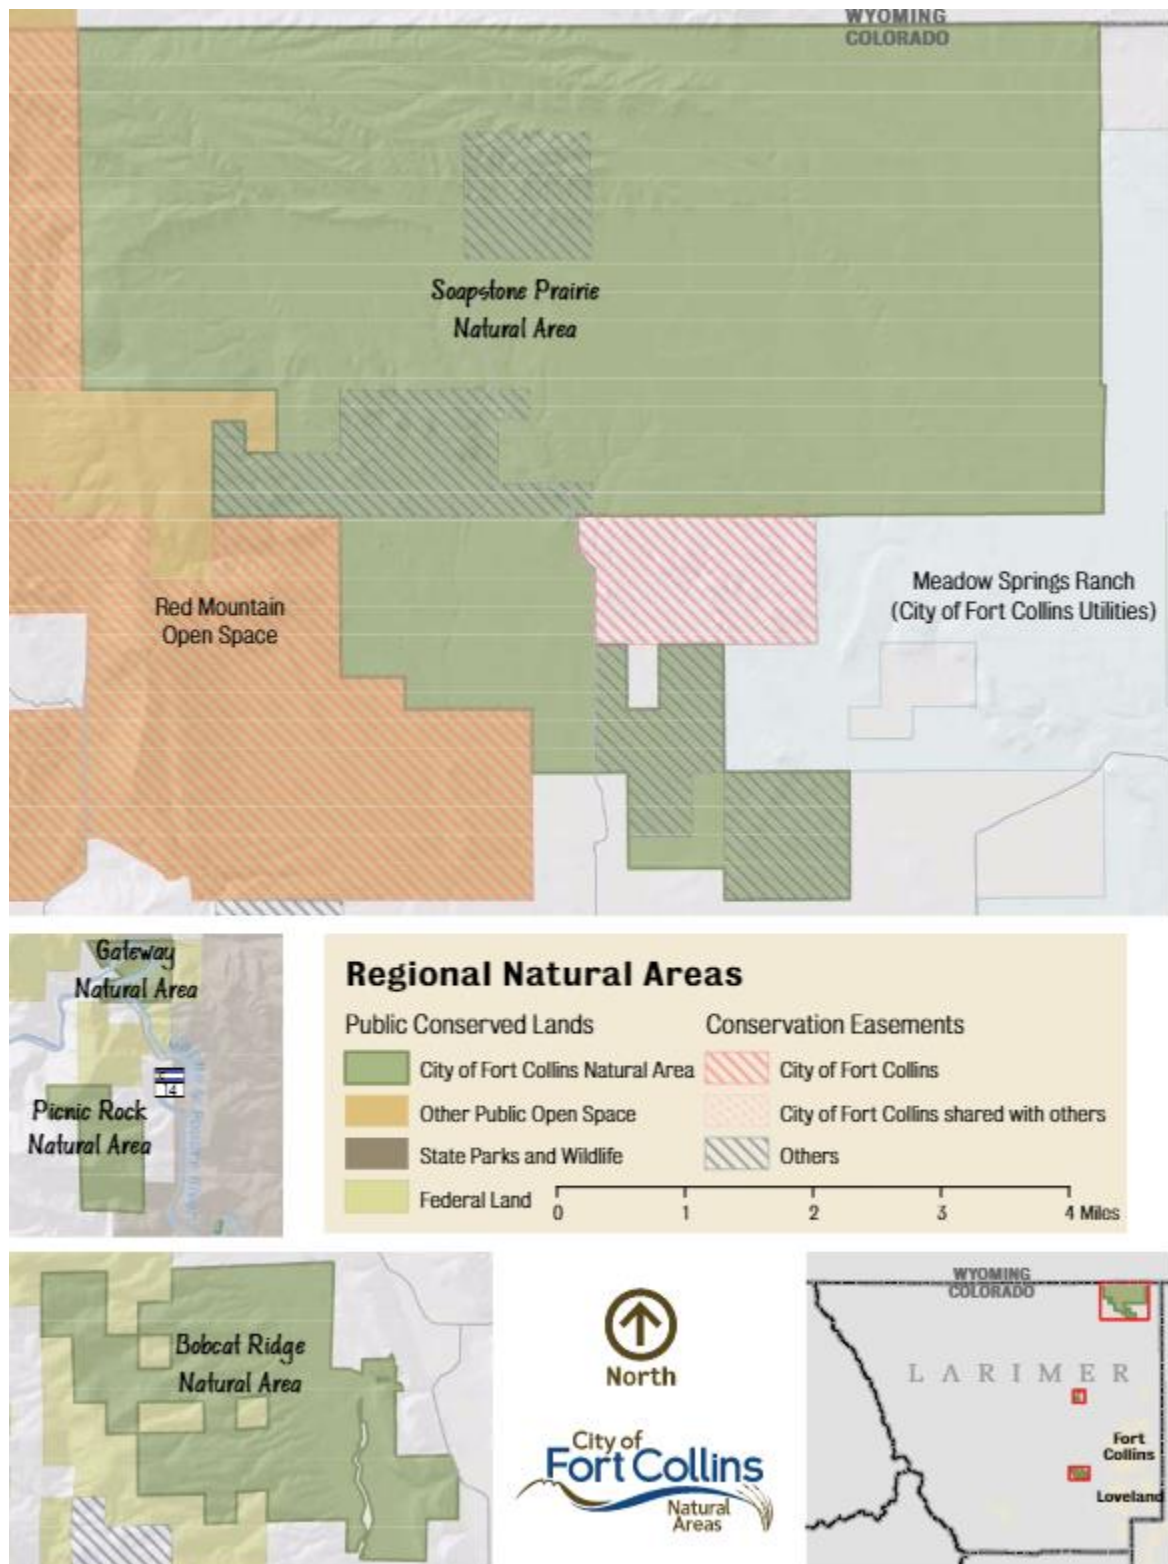 WYOMING
COLORADO
Soapstone Prairie
Natural Area
Meadow Springs Ranch
(City of Fort Collins Utilities)
Red Mountain
Open Space
Gateway
Natural Area
14
Picnic Rock
Natural Area
Regional Natural Areas
Public Conserved Lands
City of Fort Collins Natural Area
Other Public Open Space
State Parks and Wildlife
Federal Land
Conservation Easements
City of Fort Collins
City of Fort Collins shared with others
Others
0 1 2 3 4 Miles
Bobcat Ridge
Natural Area
North
City of
Fort Collins
Natural
Areas
WYOMING
COLORADO
LARIMER
Fort
Collins
Loveland